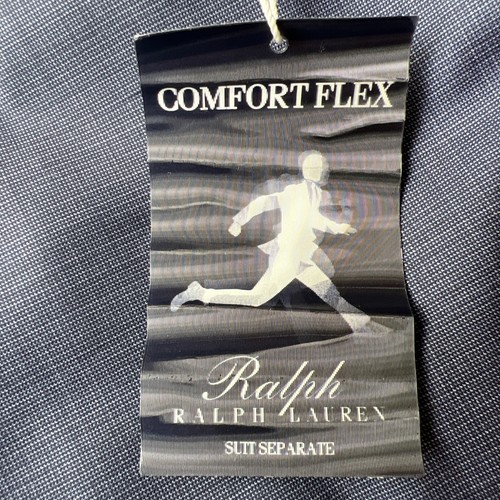 COMFORT FLEX
Ralph
RALPH LAUREN
SUIT SEPARATE